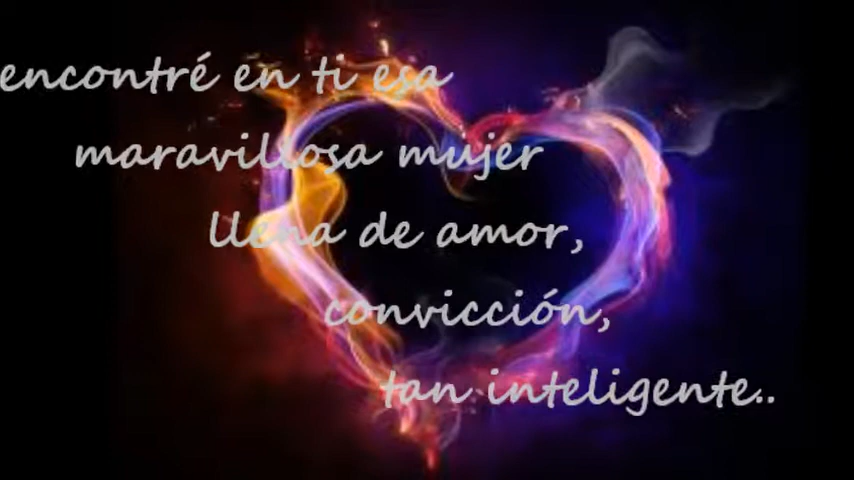 encontré en ti esa
maravillosa mujer
llena de amor,
convicción,
tan inteligente..